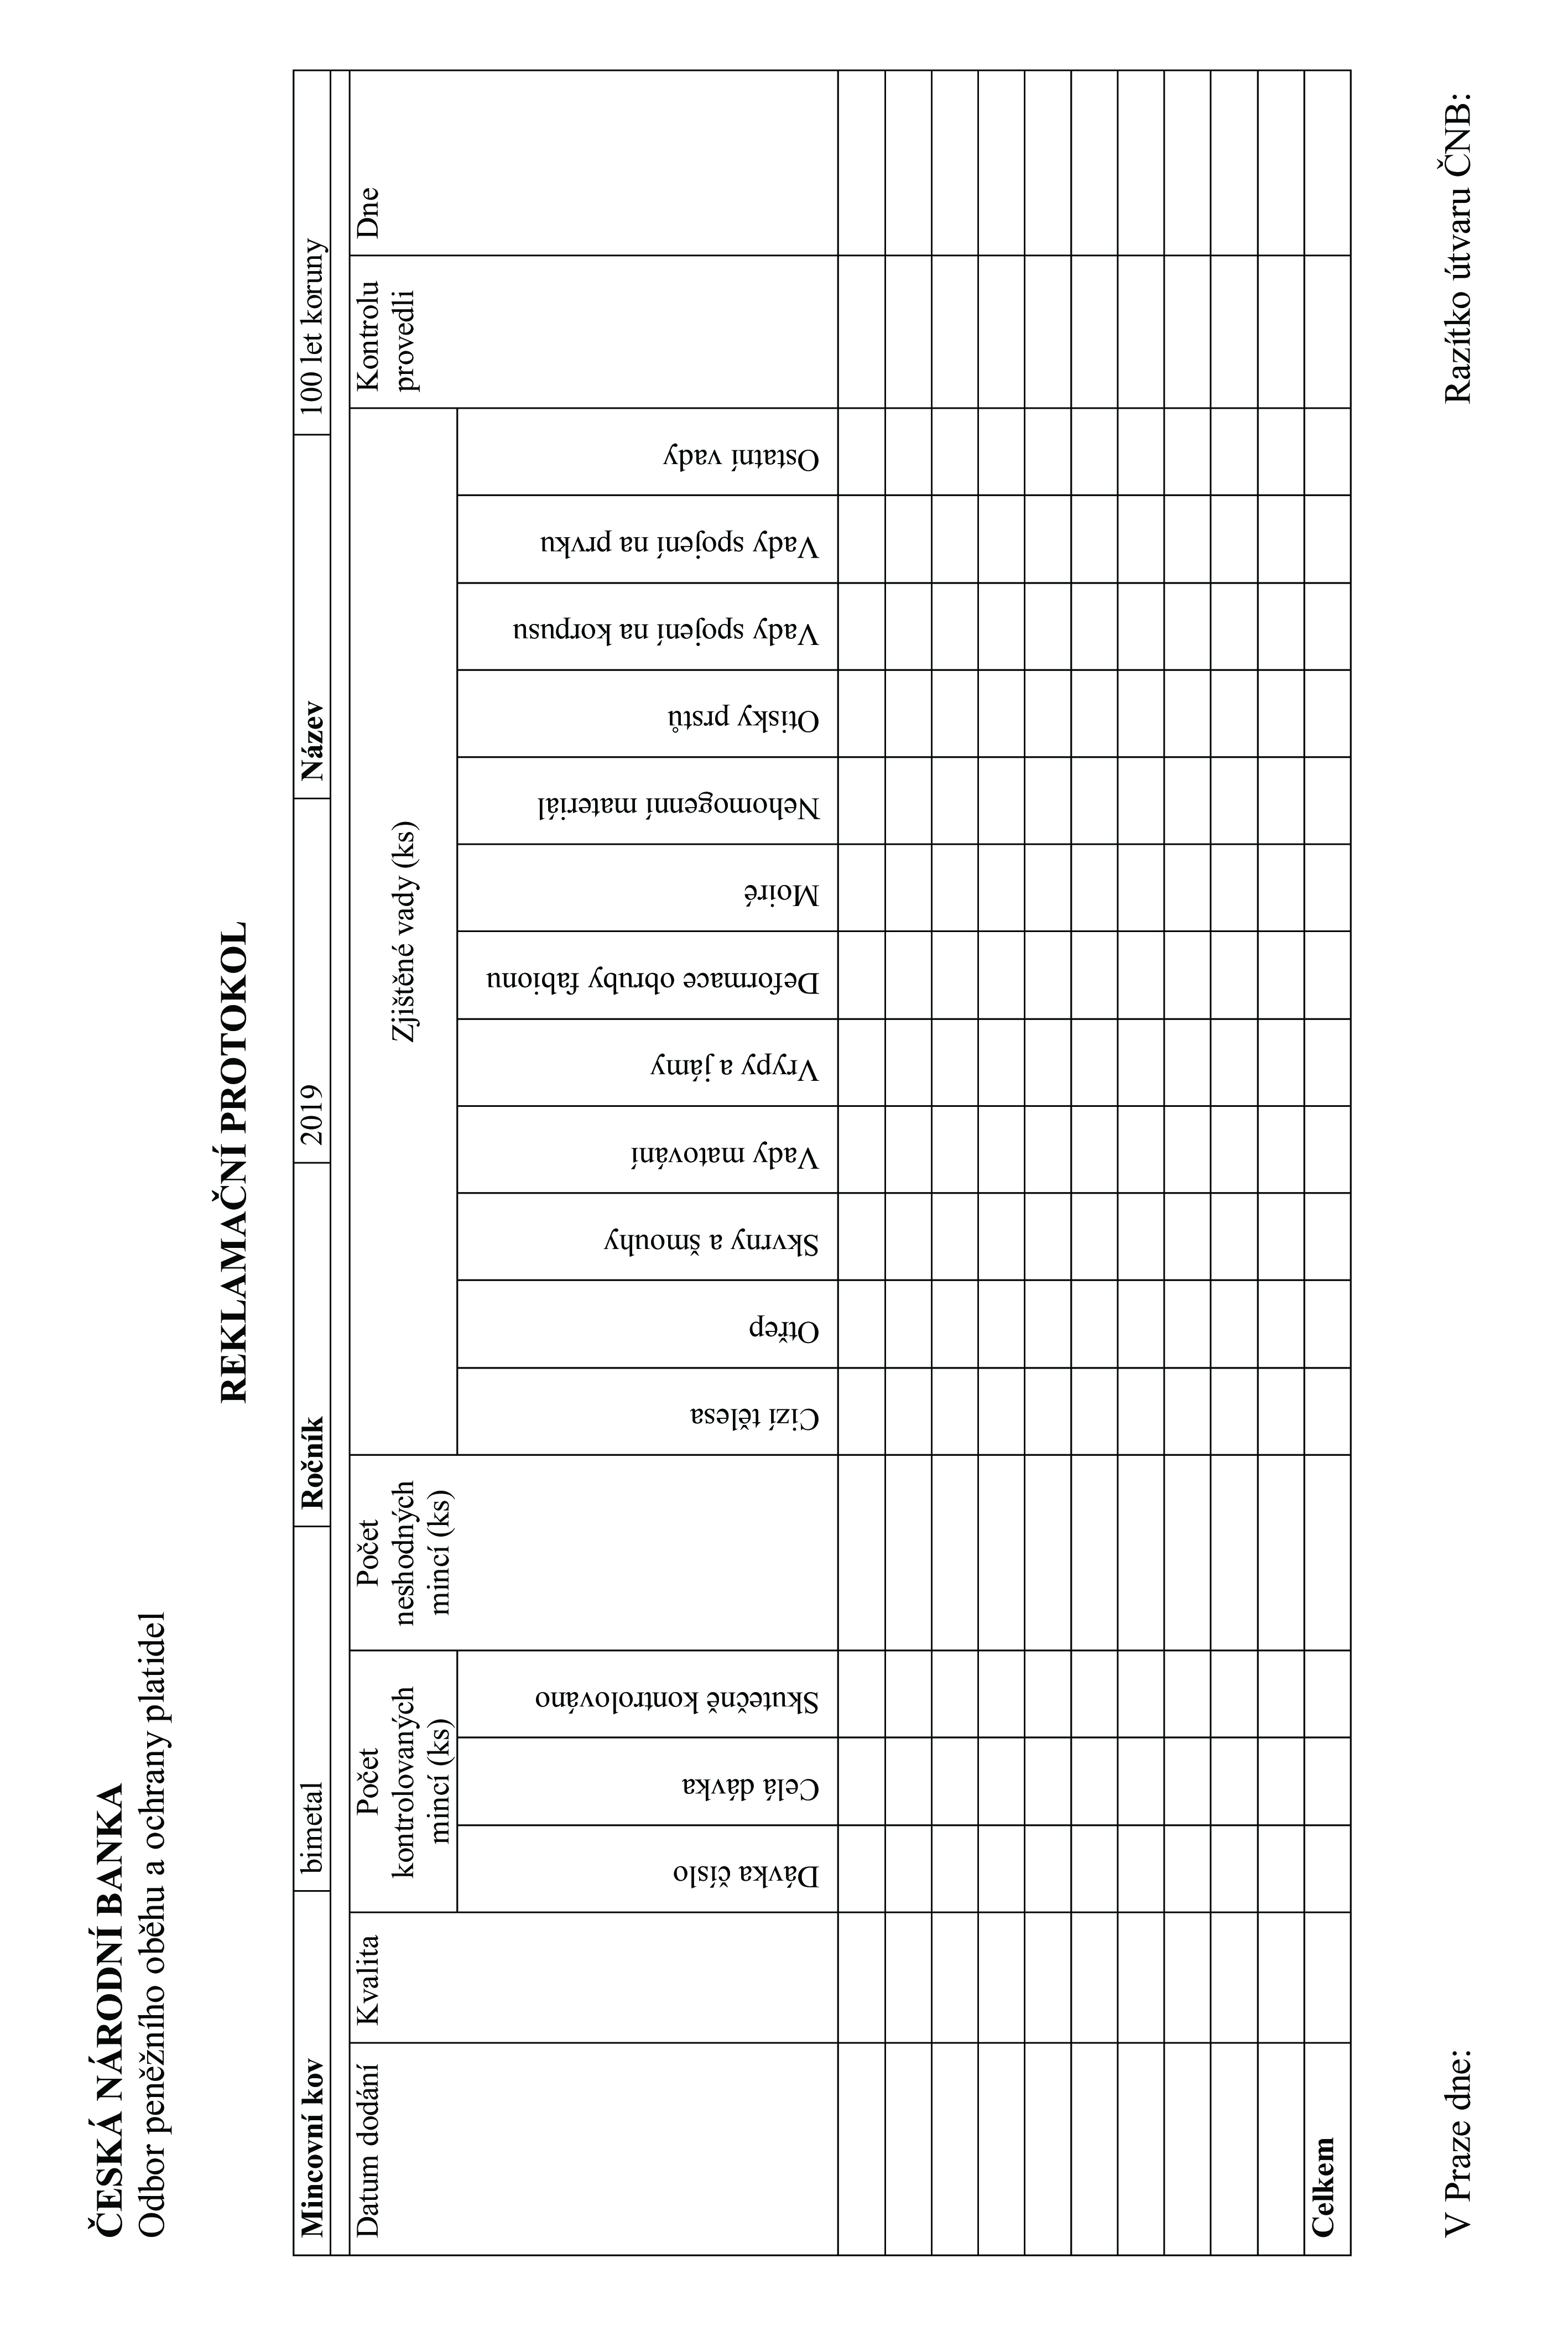 ČESKÁ NÁRODNÍ BANKA
Odbor peněžního oběhu a ochrany platidel
REKLAMAČNÍ PROTOKOL
Mincovní kov bimetal Ročník 2019 Název 100 let koruny
Datum dodání
Kvalita
Počet
kontrolovaných
mincí (ks)
Počet
neshodných
mincí (ks)
Zjištěné vady (ks)
Kontrolu
provedli
Dne
Dávka číslo
Celá dávka
Skutečně kontrolováno
Cizí tělesa
Otřep
Skvrny a šmouhy
Vady matování
Vrypy a jámy
Deformace obruby fabionu
Moiré
Nehomogenní materiál
Otisky prstů
Vady spojení na korpusu
Vady spojení na prvku
Ostatní vady
Celkem
V Praze dne: Razítko útvaru ČNB: